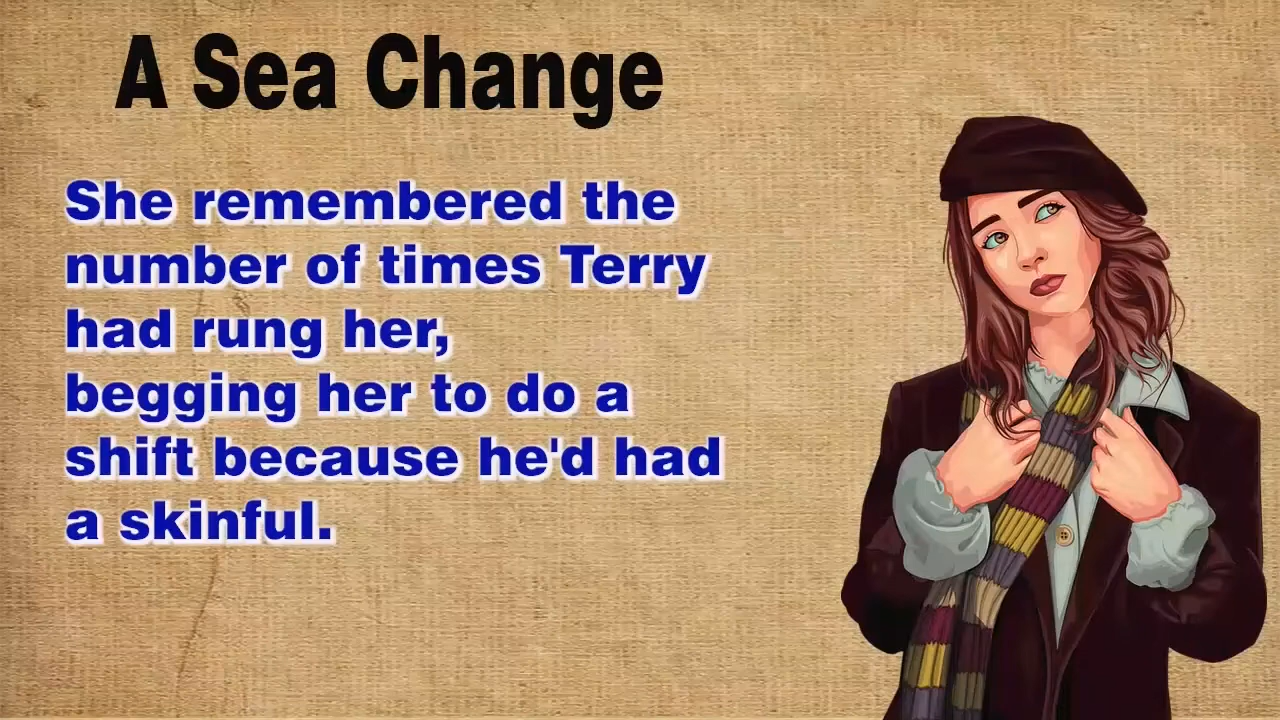 A Sea Change
She remembered the
number of times Terry
had rung her,
begging her to do a
shift because he'd had
a skinful.